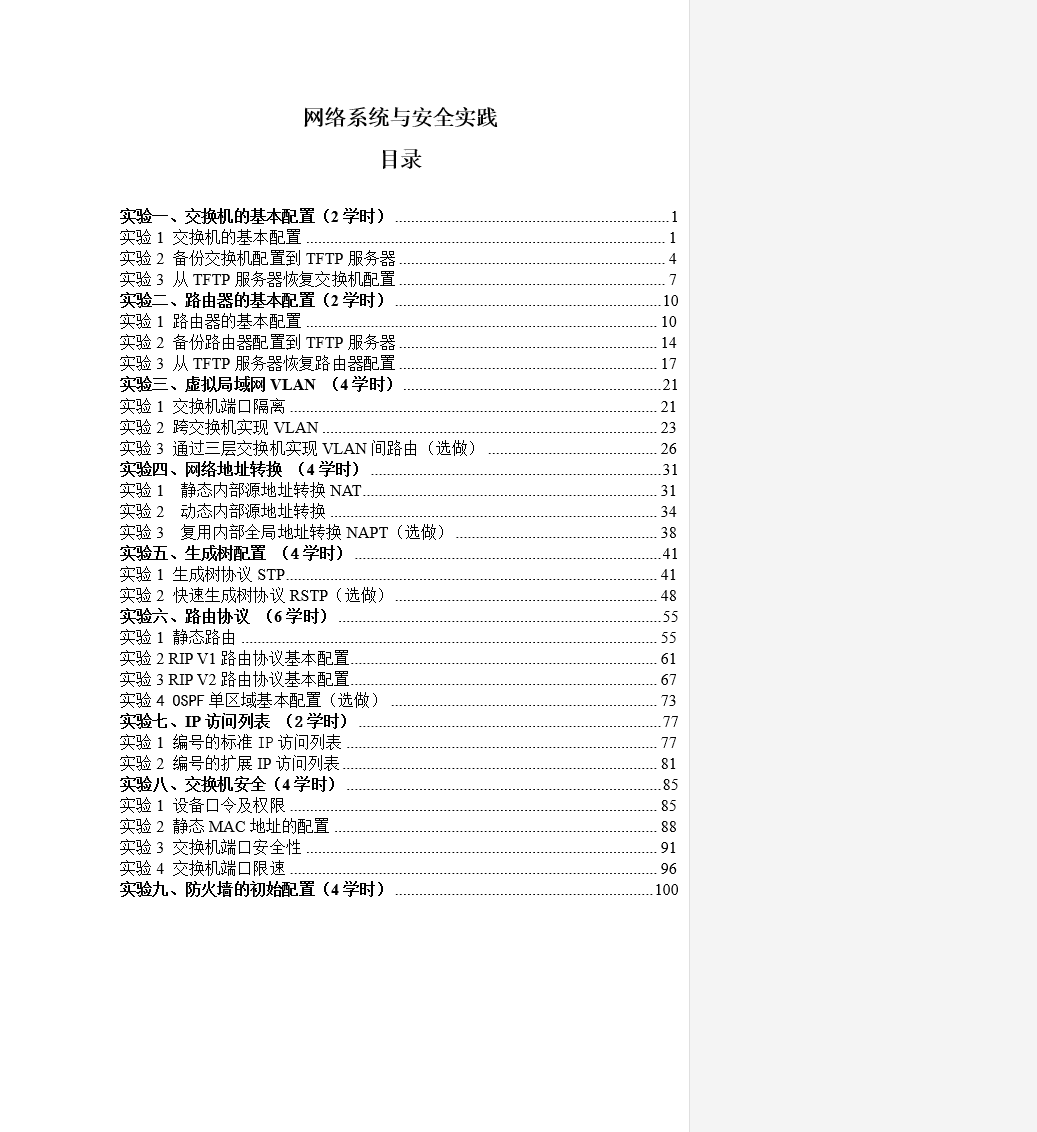 网络系统与安全实践
目录
实验一、交换机的基本配置（2 学时） ........................................ 1
实验 1 交换机的基本配置 ........................................ 1
实验 2 备份交换机配置到 TFTP 服务器 ........................................ 4
实验 3 从 TFTP 服务器恢复交换机配置 ........................................ 7
实验二、路由器的基本配置（2 学时） ........................................ 10
实验 1 路由器的基本配置 ........................................ 10
实验 2 备份路由器配置到 TFTP 服务器 ........................................ 14
实验 3 从 TFTP 服务器恢复路由器配置 ........................................ 17
实验三、虚拟局域网 VLAN （4 学时） ........................................ 21
实验 1 交换机端口隔离 ........................................ 21
实验 2 跨交换机实现 VLAN ........................................ 23
实验 3 通过三层交换机实现 VLAN 间路由（选做） ........................................ 26
实验四、网络地址转换 （4 学时） ........................................ 31
实验 1 静态内部源地址转换 NAT ........................................ 31
实验 2 动态内部源地址转换 ........................................ 34
实验 3 复用内部全局地址转换 NAPT（选做） ........................................ 38
实验五、生成树配置 （4 学时） ........................................ 41
实验 1 生成树协议 STP ........................................ 41
实验 2 快速生成树协议 RSTP（选做） ........................................ 48
实验六、路由协议 （6 学时） ........................................ 55
实验 1 静态路由 ........................................ 55
实验 2 RIP V1 路由协议基本配置 ........................................ 61
实验 3 RIP V2 路由协议基本配置 ........................................ 67
实验 4 OSPF 单区域基本配置（选做） ........................................ 73
实验七、IP 访问列表 （2 学时） ........................................ 77
实验 1 编号的标准 IP 访问列表 ........................................ 77
实验 2 编号的扩展 IP 访问列表 ........................................ 81
实验八、交换机安全（4 学时） ........................................ 85
实验 1 设备口令及权限 ........................................ 85
实验 2 静态 MAC 地址的配置 ........................................ 88
实验 3 交换机端口安全性 ........................................ 91
实验 4 交换机端口限速 ........................................ 96
实验九、防火墙的初始配置（4 学时） ........................................ 100